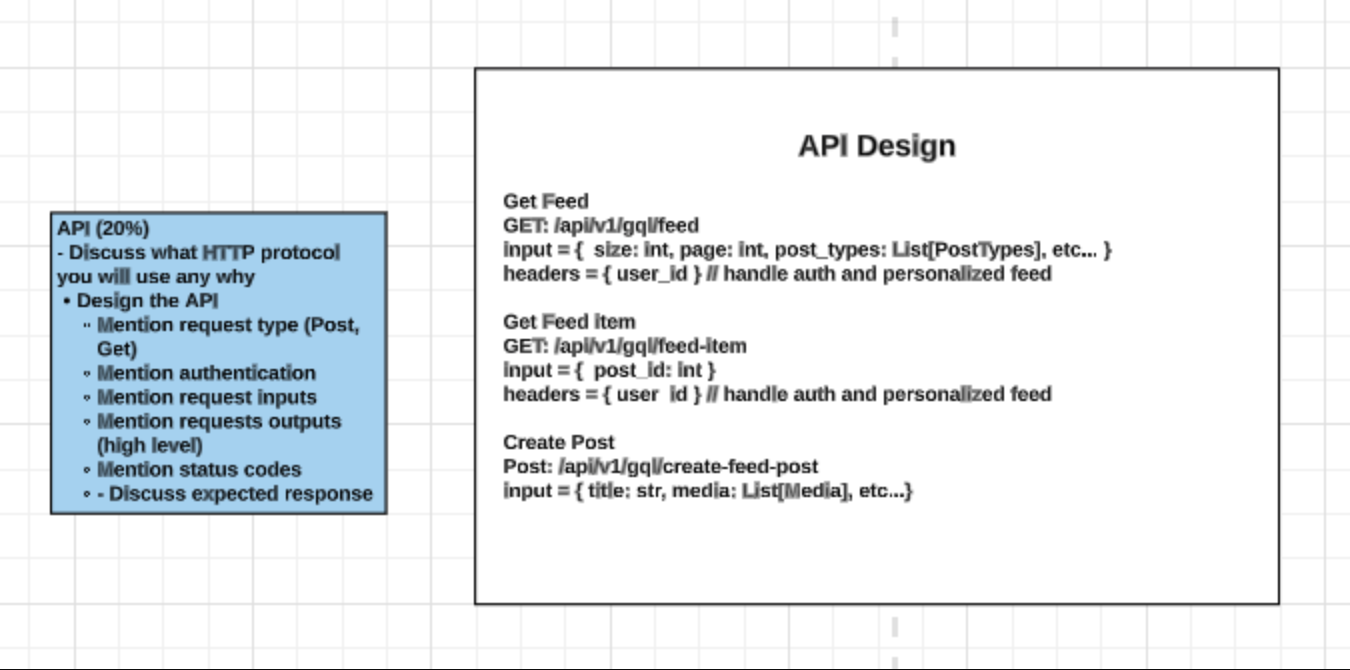 API (20%)
- Discuss what HTTP protocol
you will use any why
• Design the API
◦ Mention request type (Post,
Get)
◦ Mention authentication
◦ Mention request inputs
◦ Mention requests outputs
(high level)
◦ Mention status codes
◦ - Discuss expected response
API Design
Get Feed
GET: /api/v1/gql/feed
input = {  size: int, page: int, post_types: List[PostTypes], etc... }
headers = { user_id } // handle auth and personalized feed
Get Feed item
GET: /api/v1/gql/feed-item
input = {  post_id: int }
headers = { user_id } // handle auth and personalized feed
Create Post
Post: /api/v1/gql/create-feed-post
input = { title: str, media: List[Media], etc...}